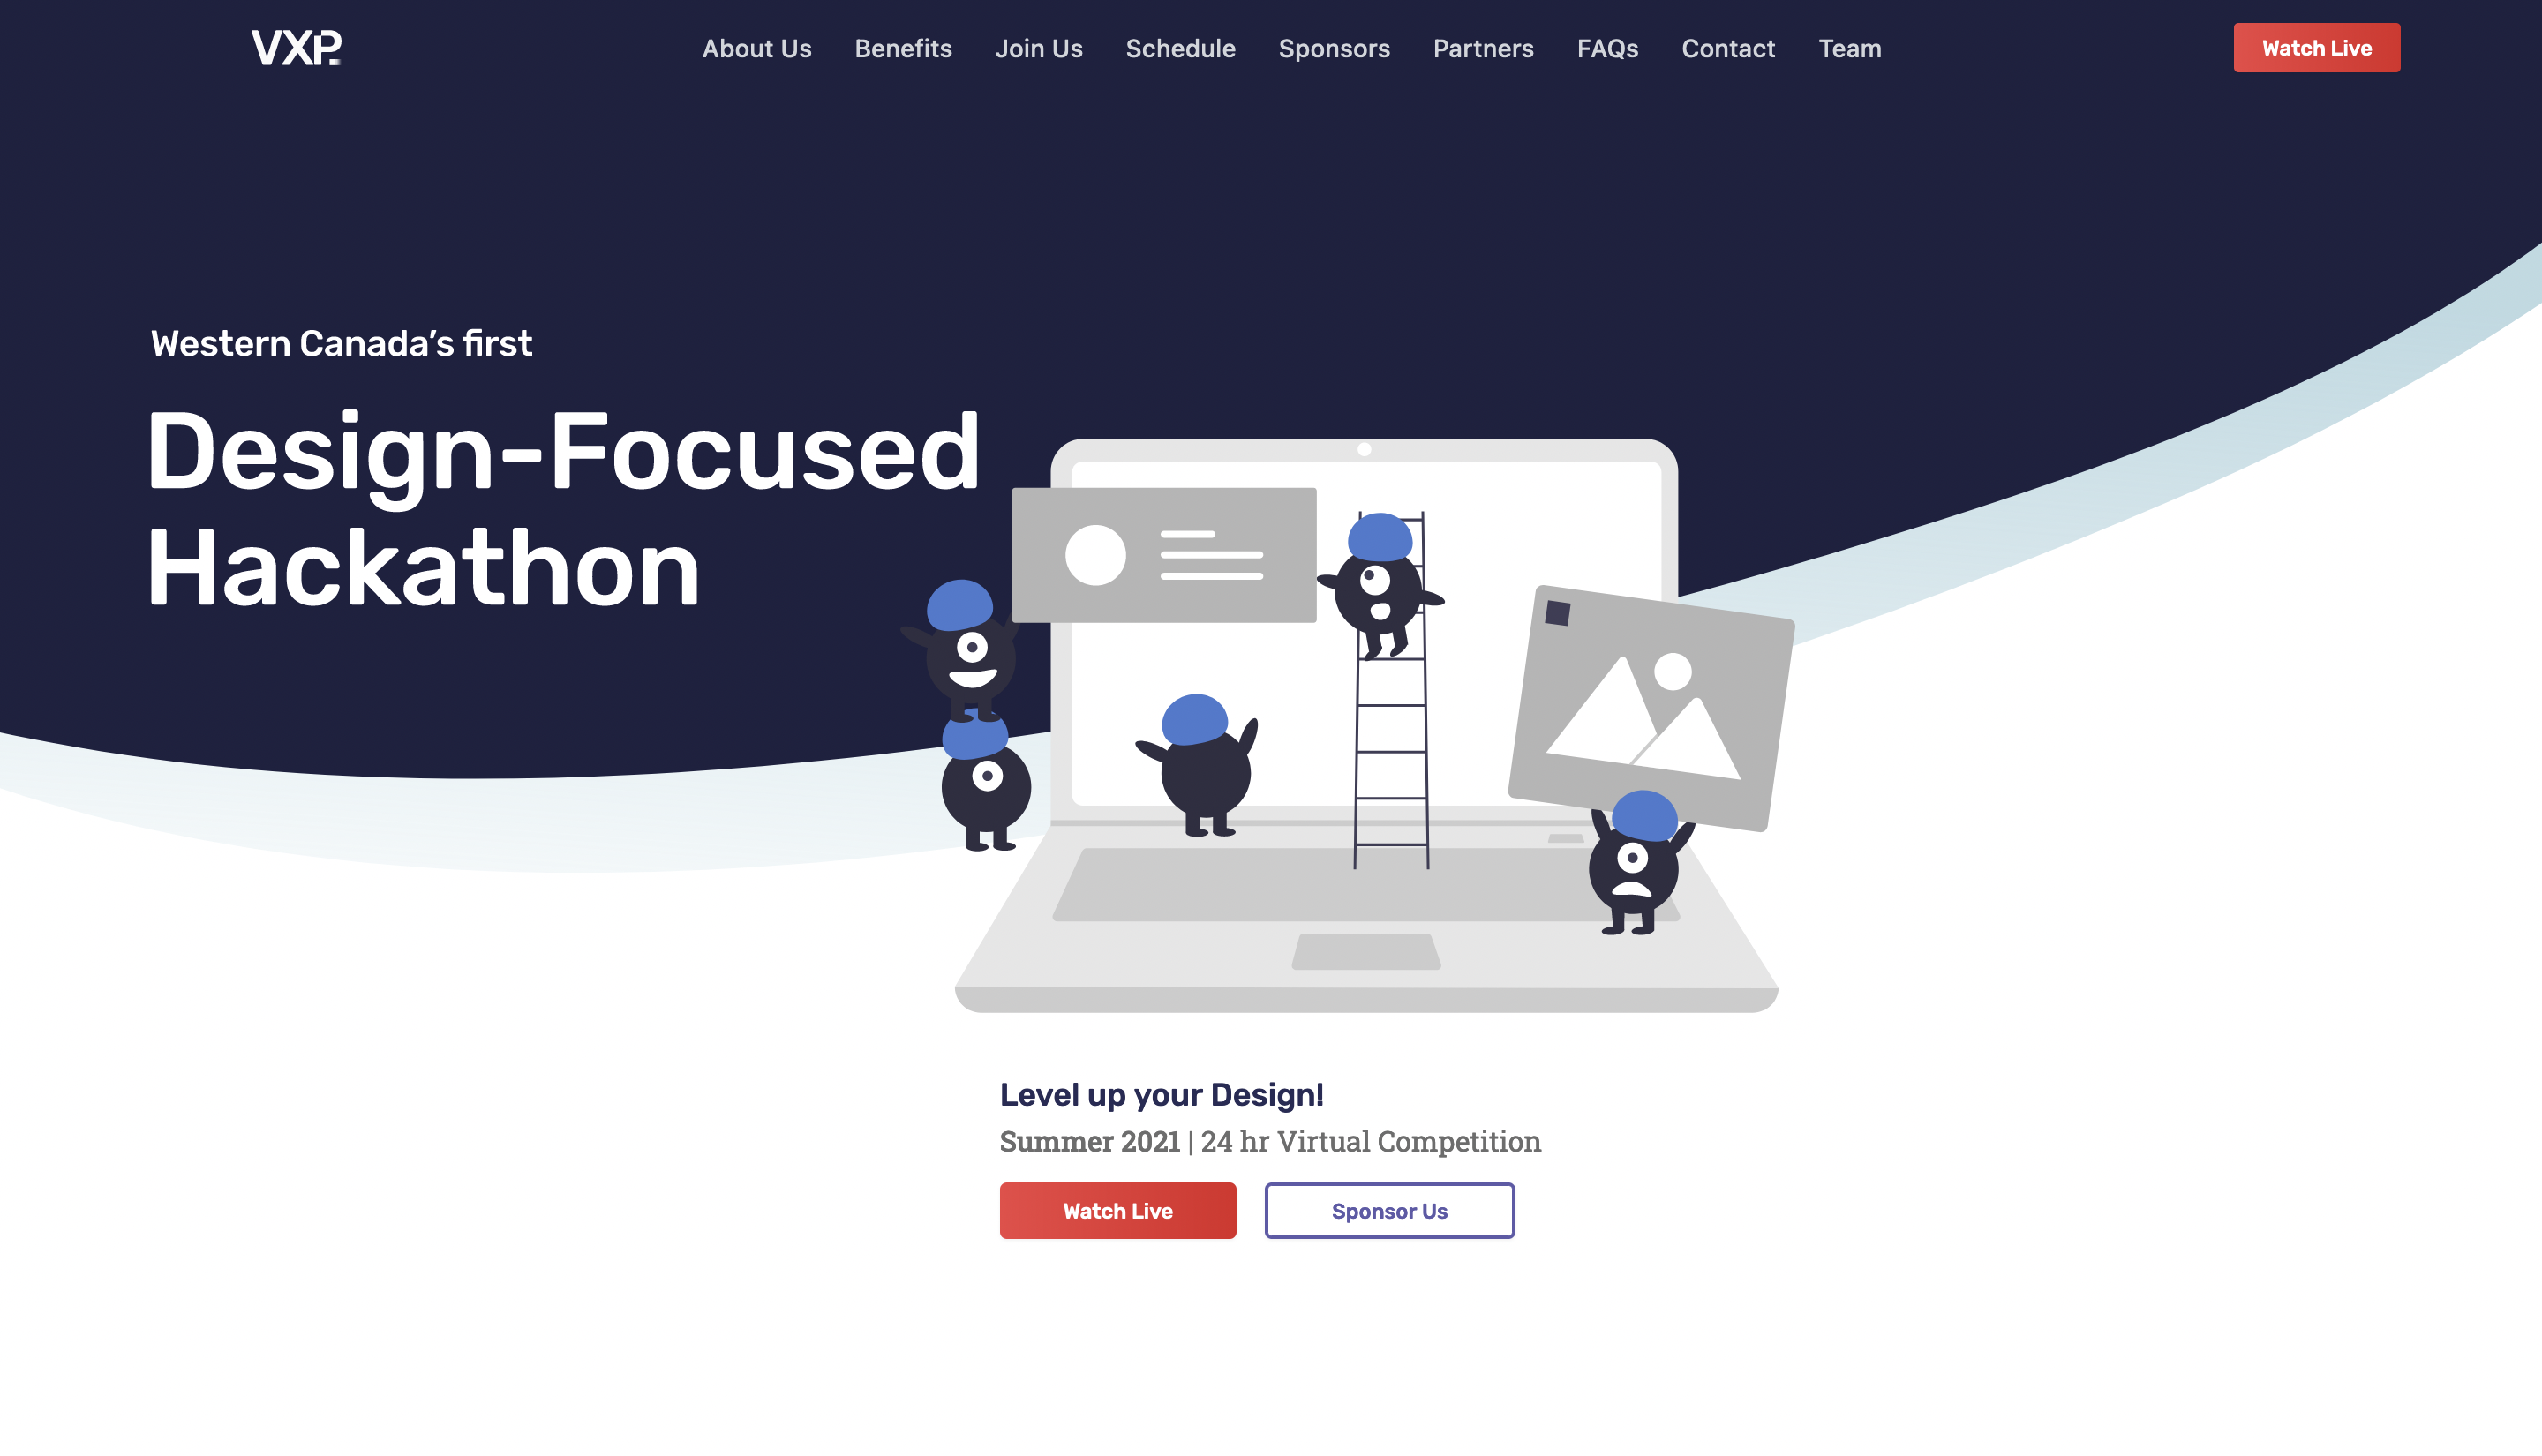 VXP
About Us Benefits Join Us Schedule Sponsors Partners FAQs Contact Team Watch Live
Western Canada’s first
Design-Focused
Hackathon
Level up your Design!
Summer 2021 | 24 hr Virtual Competition
Watch Live Sponsor Us